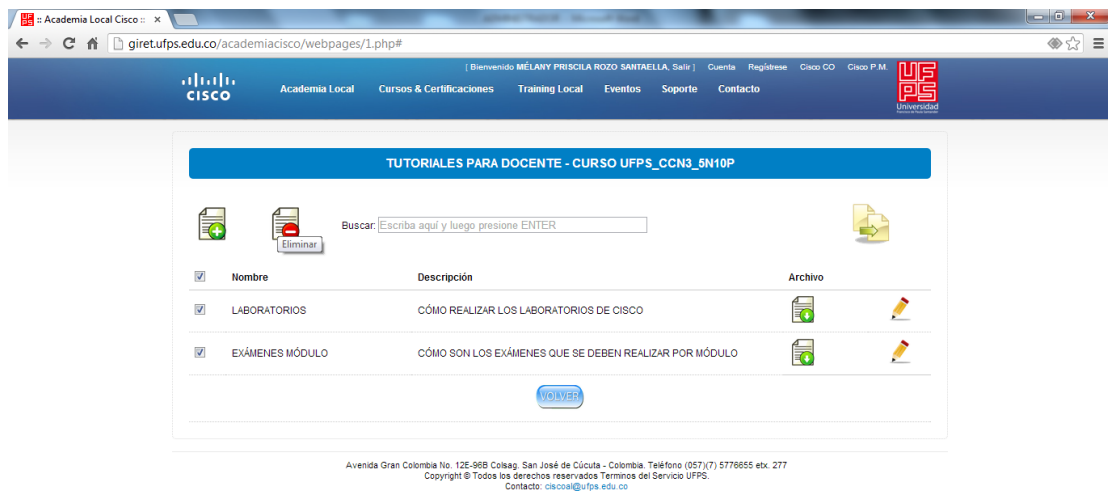 :: Academia Local Cisco ::
giret.ufps.edu.co/academiacisco/webpages/1.php#
[ Bienvenido MÉLANY PRISCILA ROZO SANTAELLA, Salir ] Cuenta Regístrese Cisco CO Cisco P.M.
CISCO
Academia Local Cursos & Certificaciones Training Local Eventos Soporte Contacto
UFPS
Universidad
TUTORIALES PARA DOCENTE - CURSO UFPS_CCN3_5N10P
Buscar: Escriba aquí y luego presione ENTER
Eliminar
Nombre Descripción Archivo
LABORATORIOS CÓMO REALIZAR LOS LABORATORIOS DE CISCO
EXÁMENES MÓDULO CÓMO SON LOS EXÁMENES QUE SE DEBEN REALIZAR POR MÓDULO
VOLVER
Avenida Gran Colombia No. 12E-96B Colsag. San José de Cúcuta - Colombia. Teléfono (057)(7) 5776655 etx. 277
Copyright © Todos los derechos reservados Terminos del Servicio UFPS.
Contacto: ciscoal@ufps.edu.co